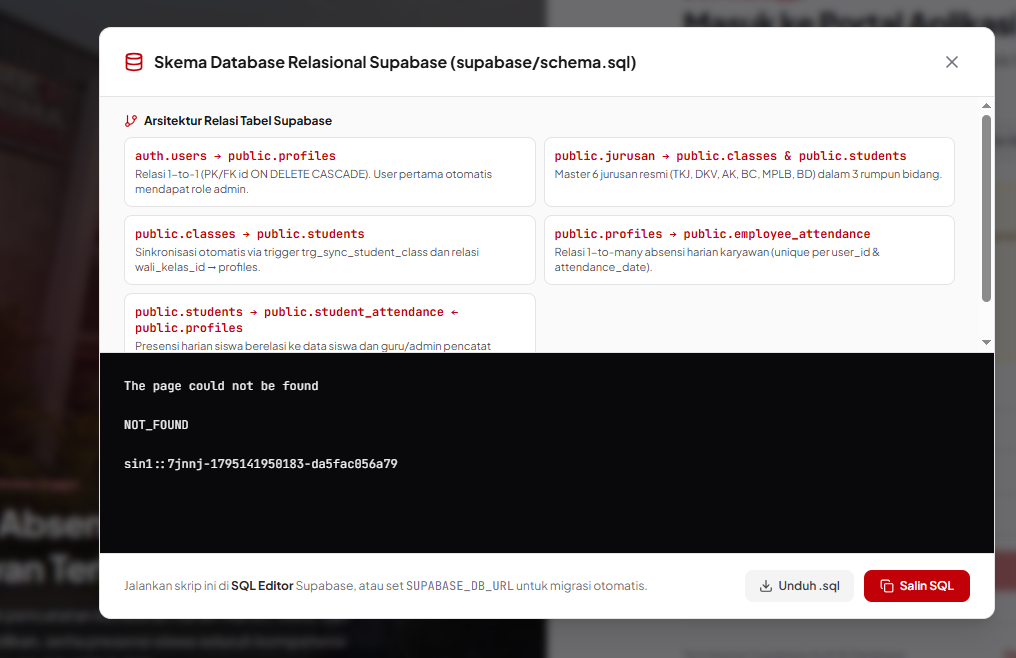 Masuk ke Portal Aplikasi
Skema Database Relasional Supabase (supabase/schema.sql)
Arsitektur Relasi Tabel Supabase
auth.users → public.profiles
Relasi 1-to-1 (PK/FK id ON DELETE CASCADE). User pertama otomatis
mendapat role admin.
public.jurusan → public.classes & public.students
Master 6 jurusan resmi (TKJ, DKV, AK, BC, MPLB, BD) dalam 3 rumpun bidang.
public.classes → public.students
Sinkronisasi otomatis via trigger trg_sync_student_class dan relasi
wali_kelas_id → profiles.
public.profiles → public.employee_attendance
Relasi 1-to-many absensi harian karyawan (unique per user_id &
attendance_date).
public.students → public.student_attendance ←
public.profiles
Presensi harian siswa berelasi ke data siswa dan guru/admin pencatat
The page could not be found
NOT_FOUND
sin1::7jnnj-1795141950183-da5fac056a79
Absen
Jalankan skrip ini di SQL Editor Supabase, atau set SUPABASE_DB_URL untuk migrasi otomatis.
Unduh .sql
Salin SQL